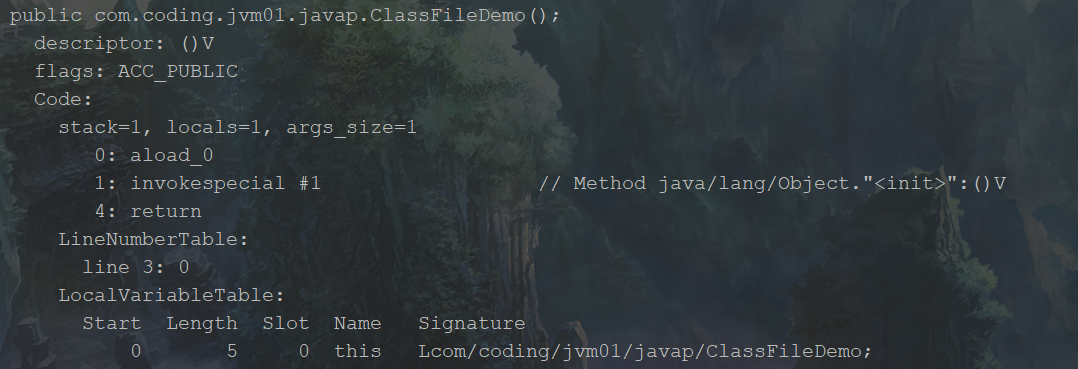 public com.coding.jvm01.javap.ClassFileDemo();
  descriptor: ()V
  flags: ACC_PUBLIC
  Code:
    stack=1, locals=1, args_size=1
       0: aload_0
       1: invokespecial #1                  // Method java/lang/Object."<init>":()V
       4: return
    LineNumberTable:
      line 3: 0
    LocalVariableTable:
      Start  Length  Slot  Name   Signature
          0       5     0  this   Lcom/coding/jvm01/javap/ClassFileDemo;